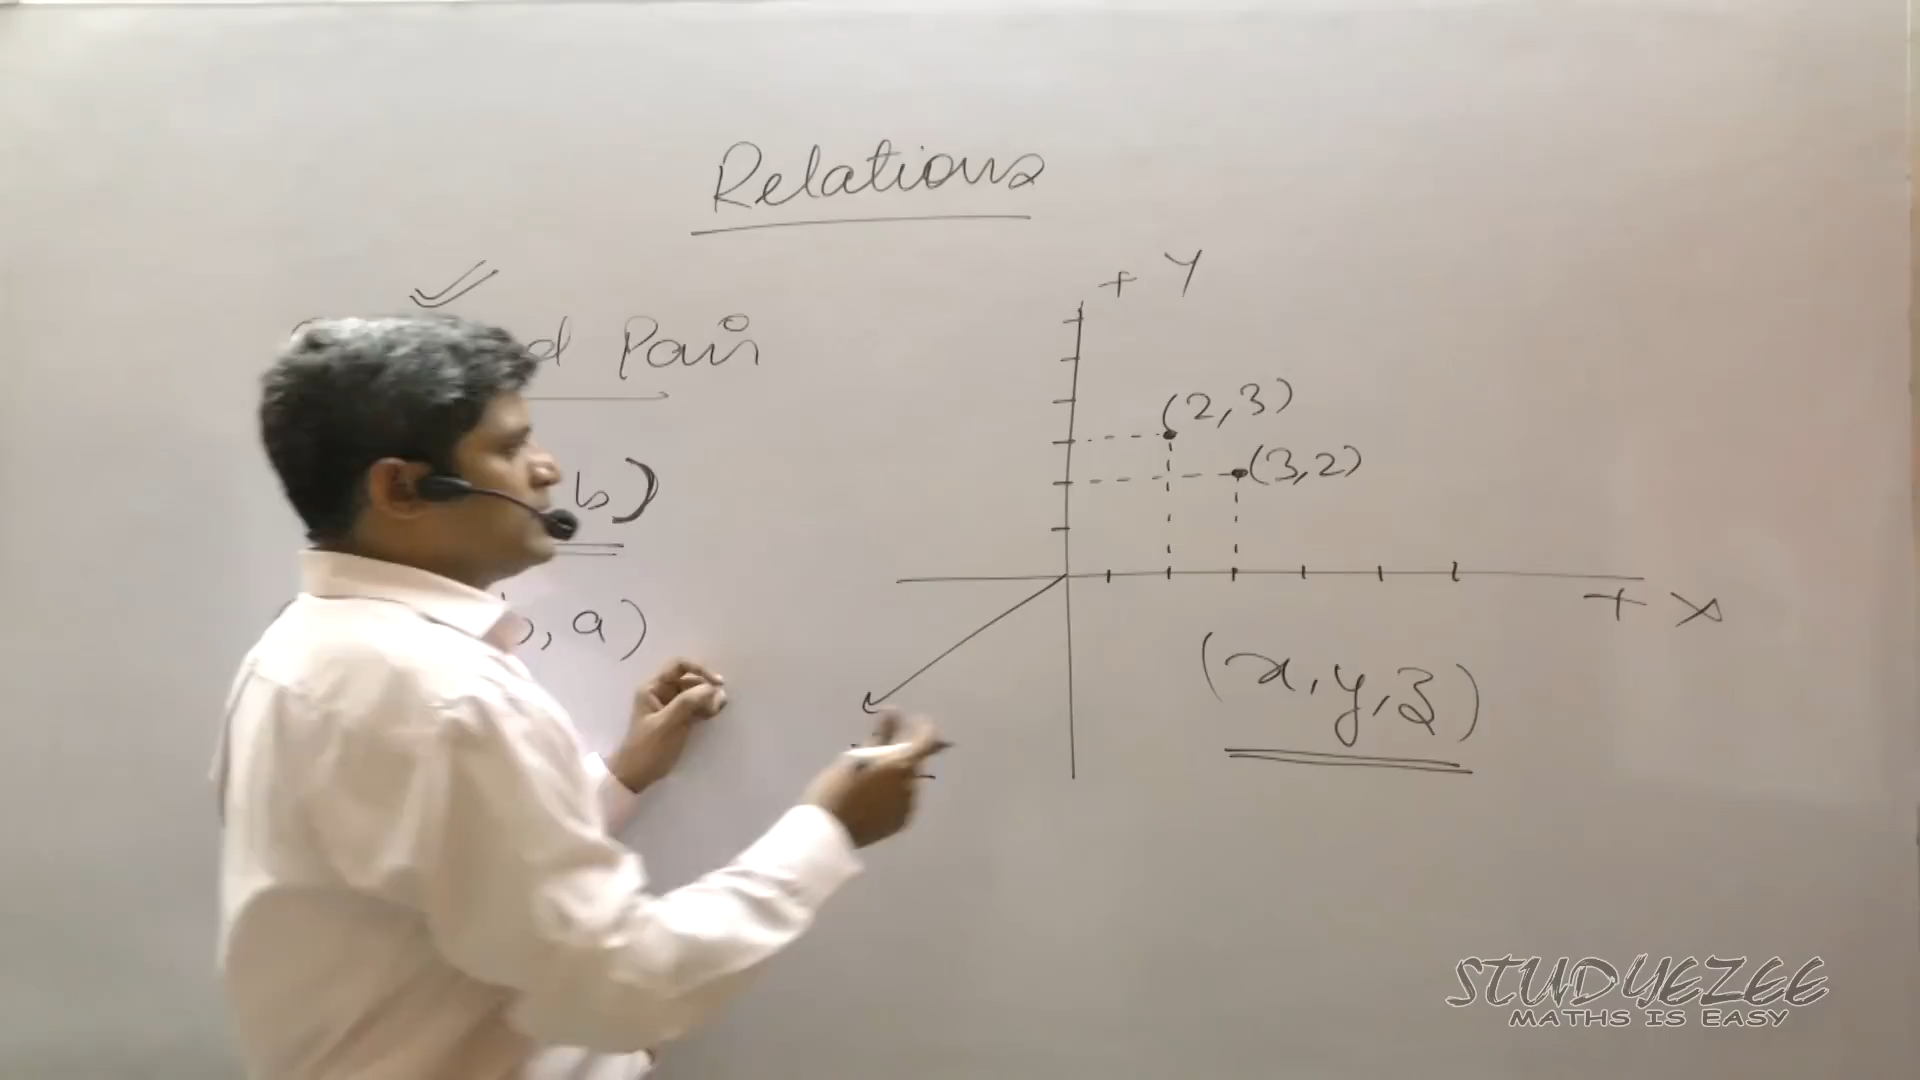 Relations
Pair
b)
, a)
+ Y
(2,3)
(3,2)
+ X
(x, y, z)
STUDYEZEE
MATHS IS EASY